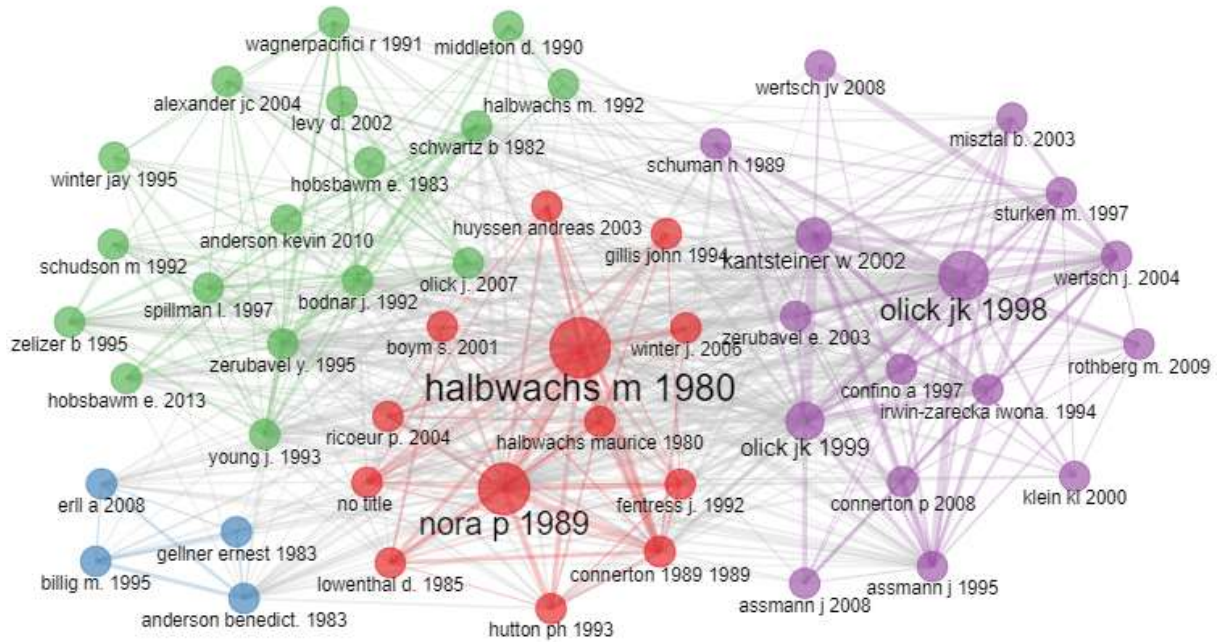 wagnerpacifici r 1991
middleton d. 1990
wertsch jv 2008
alexander jc 2004
halbwachs m. 1992
levy d. 2002
misztal b. 2003
schwartz b 1982
schuman h 1989
winter jay 1995
hobsbawm e. 1983
sturken m. 1997
huyssen andreas 2003
anderson kevin 2010
gillis john 1994
kantsteiner w 2002
schudson m 1992
wertsch j. 2004
olick j. 2007
bodnar j. 1992
spillman l. 1997
olick jk 1998
zerubavel e. 2003
zelizer b 1995
boym s. 2001
winter j. 2006
zerubavel y. 1995
rothberg m. 2009
halbwachs m 1980
confino a 1997
hobsbawm e. 2013
irwin-zarecka iwona. 1994
ricoeur p. 2004
halbwachs maurice 1980
olick jk 1999
young j. 1993
erll a 2008
no title
fentress j. 1992
connerton p 2008
klein kl 2000
nora p 1989
gellner ernest 1983
billig m. 1995
lowenthal d. 1985
connerton 1989 1989
assmann j 1995
assmann j 2008
anderson benedict. 1983
hutton ph 1993